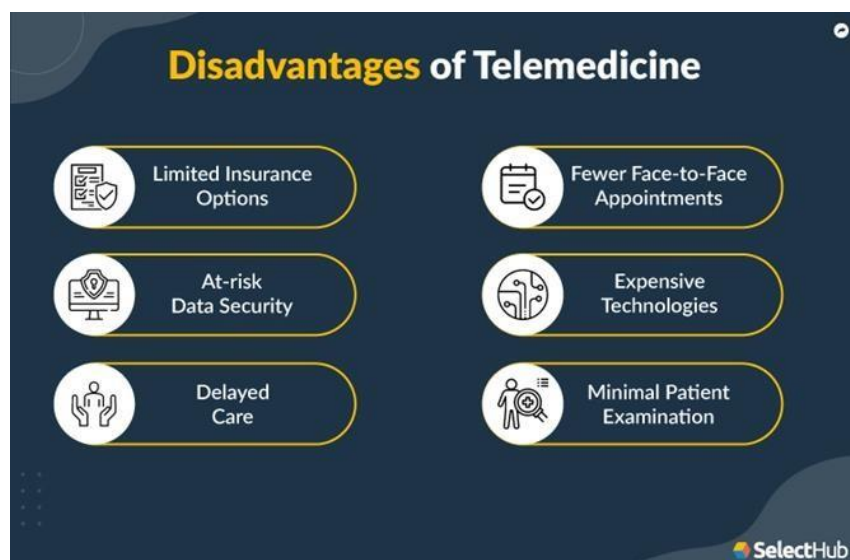 Disadvantages of Telemedicine
Limited Insurance
Options
Fewer Face-to-Face
Appointments
At-risk
Data Security
Expensive
Technologies
Delayed
Care
Minimal Patient
Examination
SelectHub